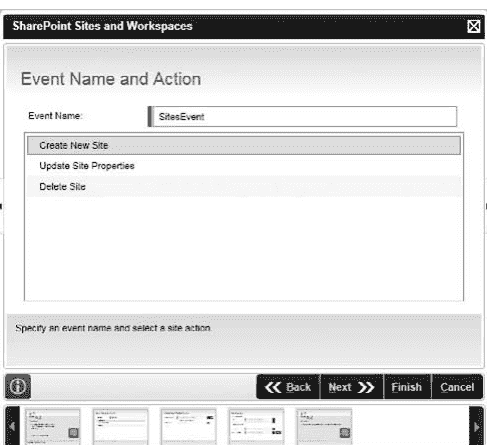 SharePoint Sites and Workspaces
Event Name and Action
Event Name: SitesEvent
Create New Site
Update Site Properties
Delete Site
Specify an event name and select a site action
Back Next Finish Cancel